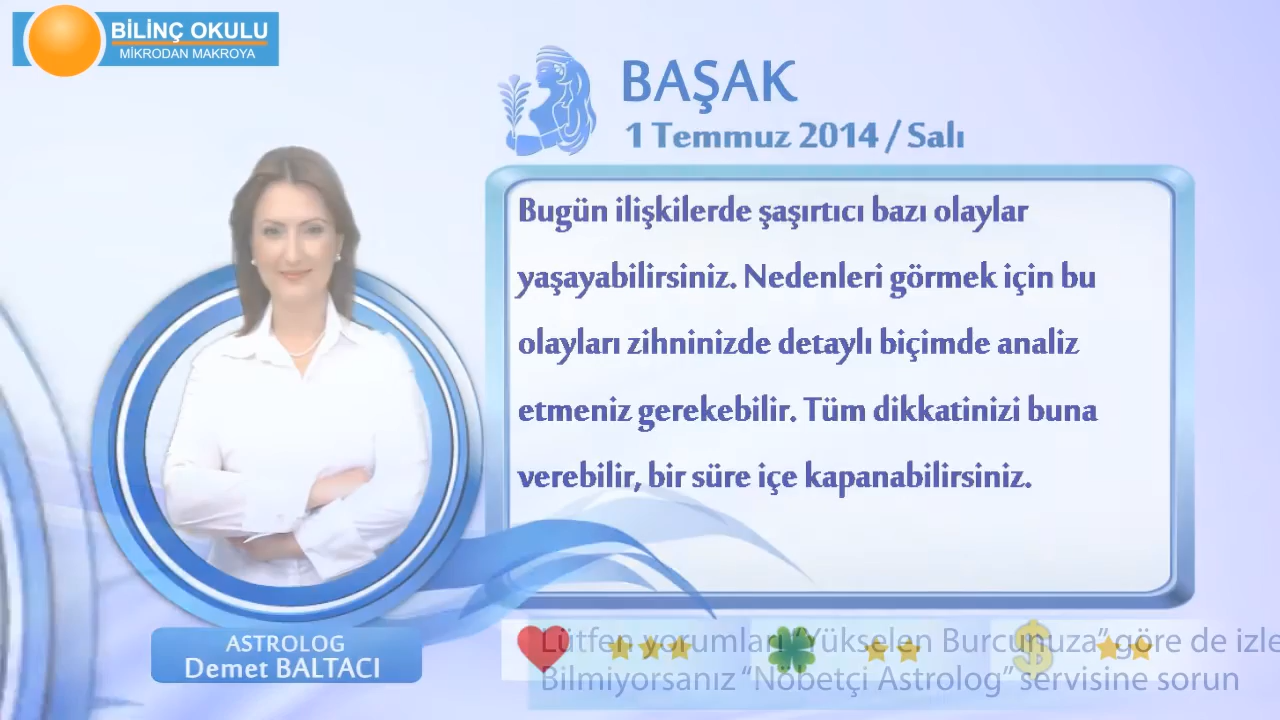 BİLİNÇ OKULU
MİKRODAN MAKROYA
BAŞAK
1 Temmuz 2014 / Salı
Bugün ilişkilerde şaşırtıcı bazı olaylar
yaşayabilirsiniz. Nedenleri görmek için bu
olayları zihninizde detaylı biçimde analiz
etmeniz gerekebilir. Tüm dikkatinizi buna
verebilir, bir süre içe kapanabilirsiniz.
ASTROLOG
Demet BALTACI
Lütfen yorumları “Yükselen Burcunuza” göre de izle
Bilmiyorsanız “Nöbetçi Astrolog” servisine sorun